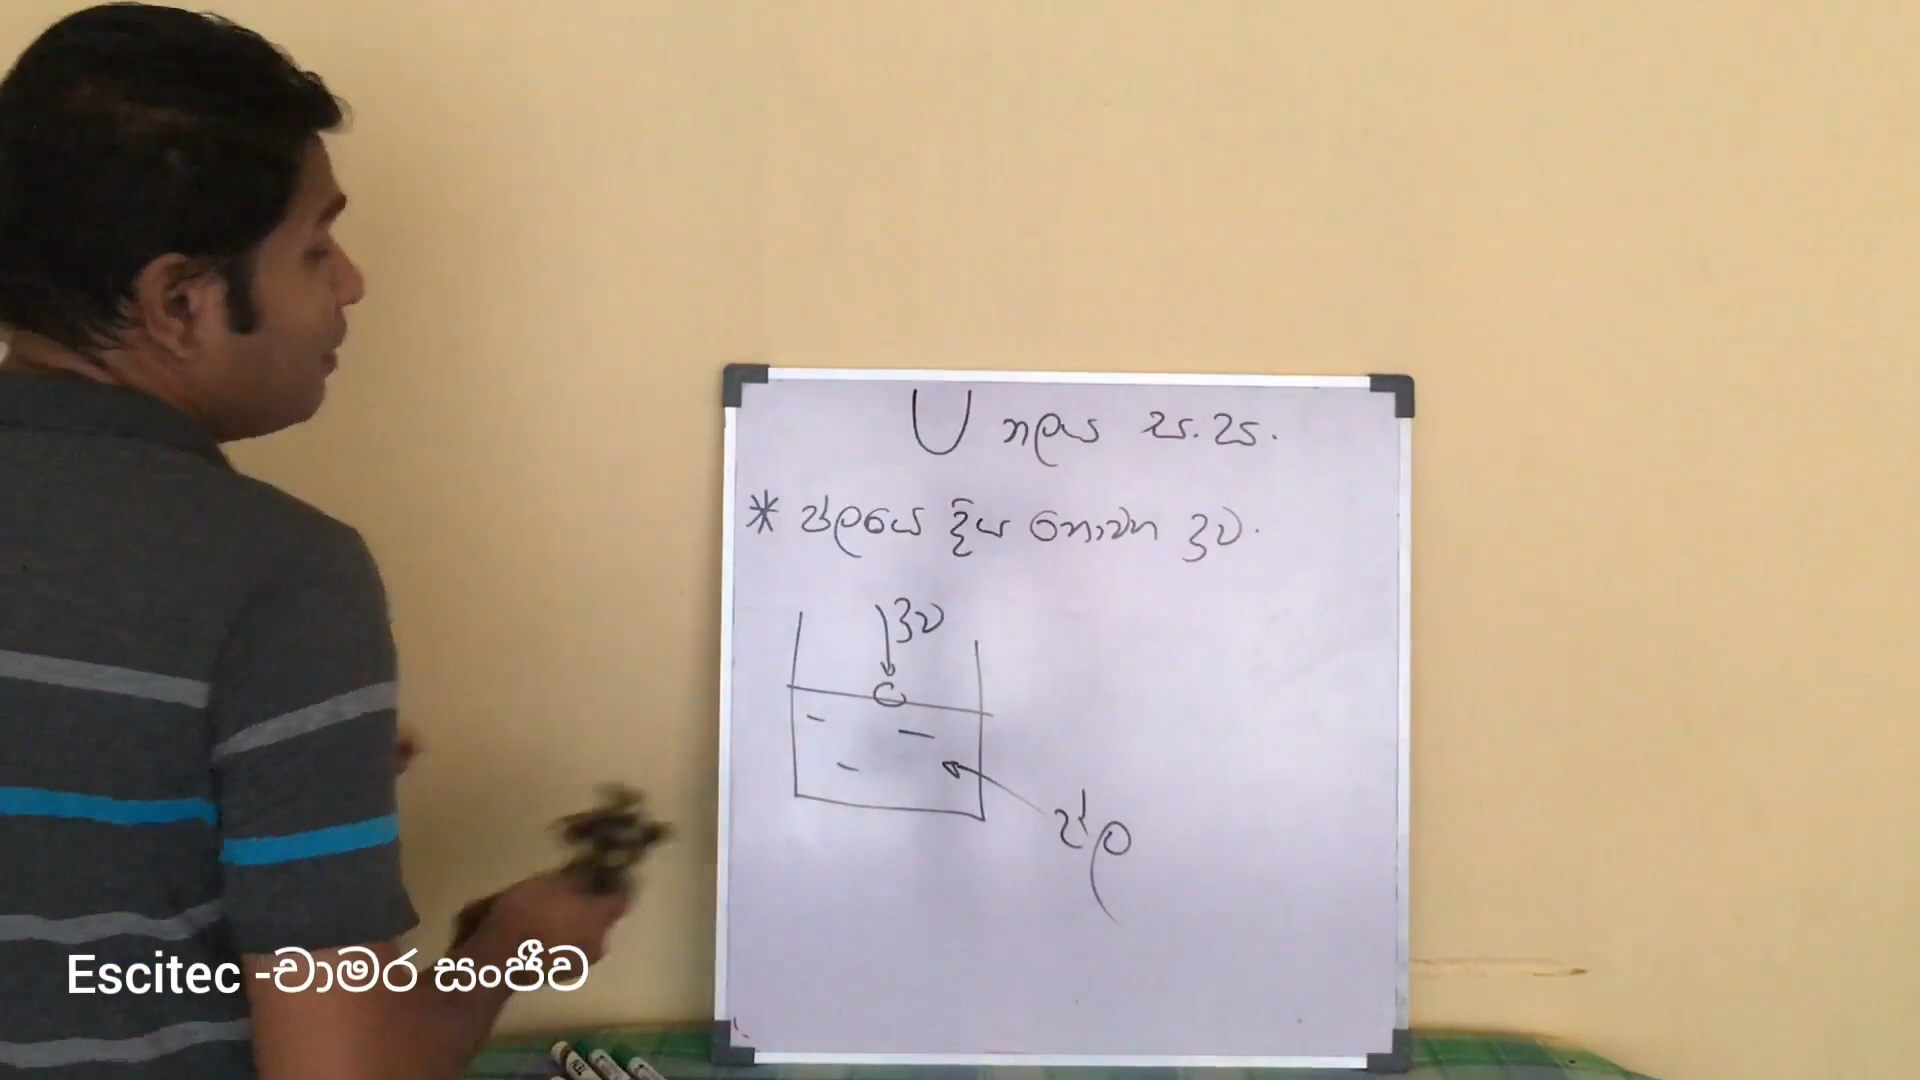 U නලය ස.ඝ.
* ජලයෙ දිය නොවන ද්‍රව.
ද්‍රව
ජල
Escitec -චාමර සංජීව